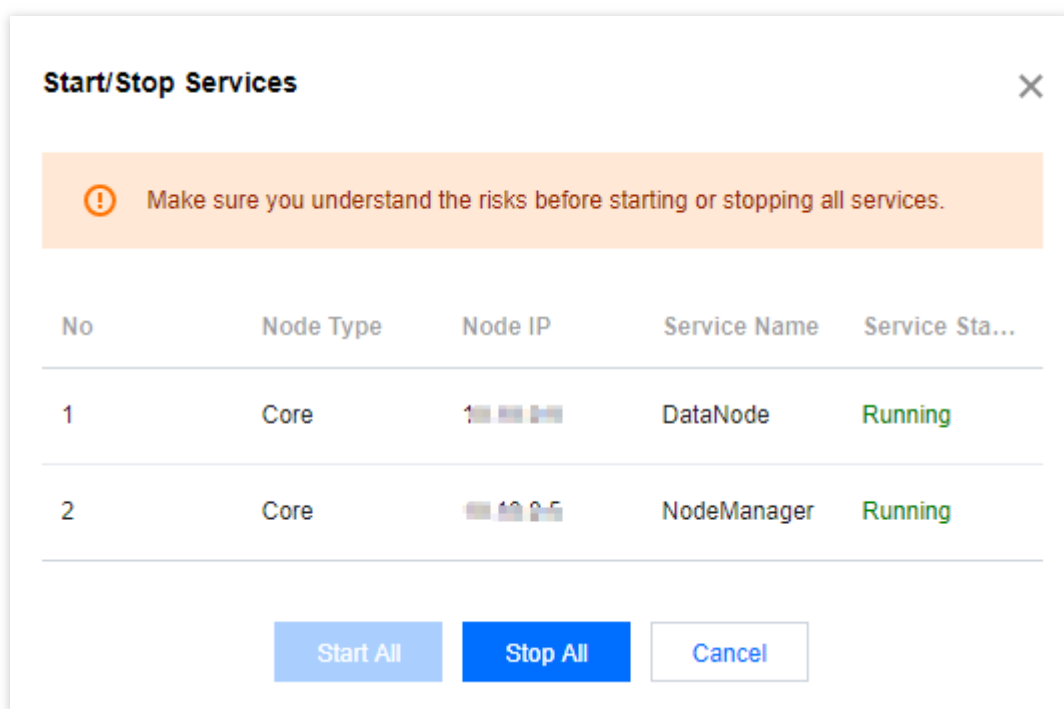 Start/Stop Services
Make sure you understand the risks before starting or stopping all services.
No Node Type Node IP Service Name Service Sta...
1 Core DataNode Running
2 Core NodeManager Running
Start All Stop All Cancel